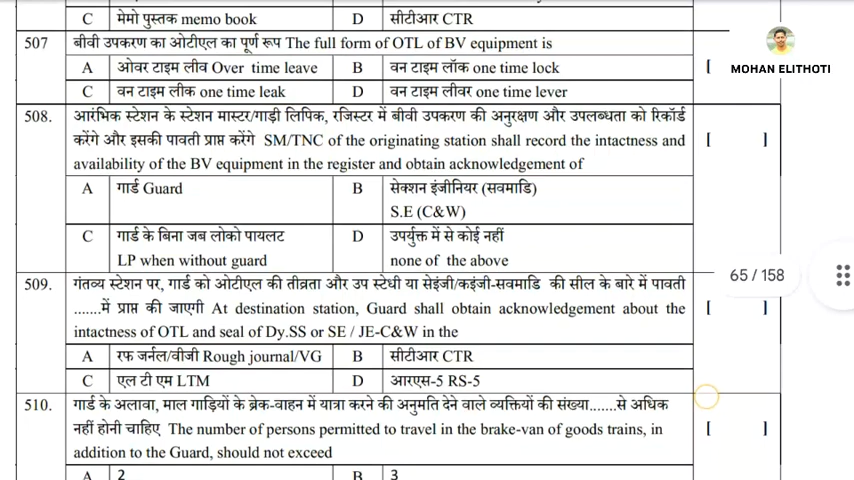 C मेमो पुस्तक memo book D सीटीआर CTR
507 बीवी उपकरण का ओटीएल का पूर्ण रूप The full form of OTL of BV equipment is [
A ओवर टाइम लीव Over time leave B वन टाइम लॉक one time lock
C वन टाइम लीक one time leak D वन टाइम लीवर one time lever
MOHAN ELITHOTI
508. आरंभिक स्टेशन के स्टेशन मास्टर/गाड़ी लिपिक, रजिस्टर में बीवी उपकरण की अनुरक्षण और उपलब्धता को रिकॉर्ड
करेंगे और इसकी पावती प्राप्त करेंगे SM/TNC of the originating station shall record the intactness and [ ]
availability of the BV equipment in the register and obtain acknowledgement of
A गार्ड Guard B सेक्शन इंजीनियर (सवमाडि)
S.E (C&W)
C गार्ड के बिना जब लोको पायलट D उपर्युक्त में से कोई नहीं
LP when without guard none of the above
65 / 158
509. गंतव्य स्टेशन पर, गार्ड को ओटीएल की तीव्रता और उप स्टेधी या सेइंजी/कइंजी-सवमाडि की सील के बारे में पावती
.......में प्राप्त की जाएगी At destination station, Guard shall obtain acknowledgement about the [ ]
intactness of OTL and seal of Dy.SS or SE / JE-C&W in the
A रफ जर्नल/वीजी Rough journal/VG B सीटीआर CTR
C एल टी एम LTM D आरएस-5 RS-5
510. गार्ड के अलावा, माल गाड़ियों के ब्रेक-वाहन में यात्रा करने की अनुमति देने वाले व्यक्तियों की संख्या.......से अधिक
नहीं होनी चाहिए The number of persons permitted to travel in the brake-van of goods trains, in [ ]
addition to the Guard, should not exceed
A 2 B 3